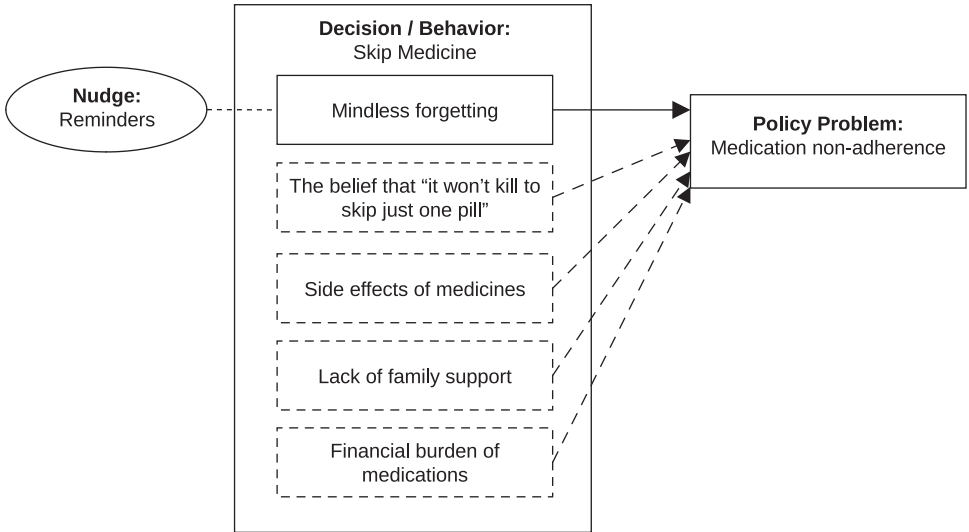 Decision / Behavior:
Skip Medicine
Nudge:
Reminders
Mindless forgetting
Policy Problem:
Medication non-adherence
The belief that “it won’t kill to
skip just one pill”
Side effects of medicines
Lack of family support
Financial burden of
medications